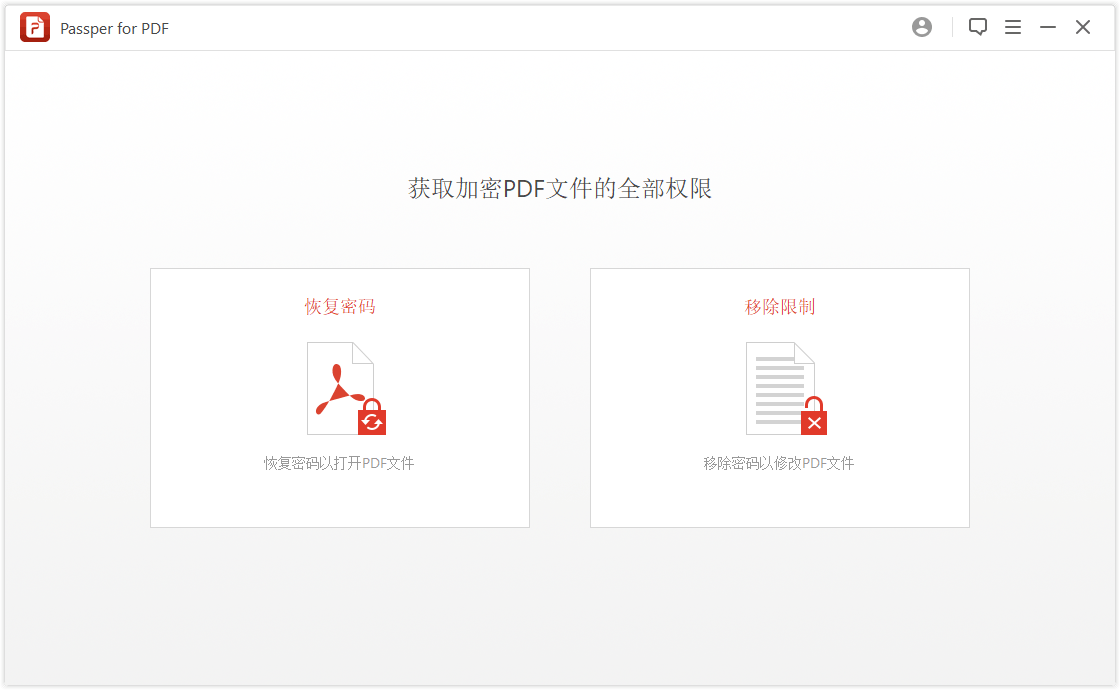 Passper for PDF
获取加密PDF文件的全部权限
恢复密码
恢复密码以打开PDF文件
移除限制
移除密码以修改PDF文件